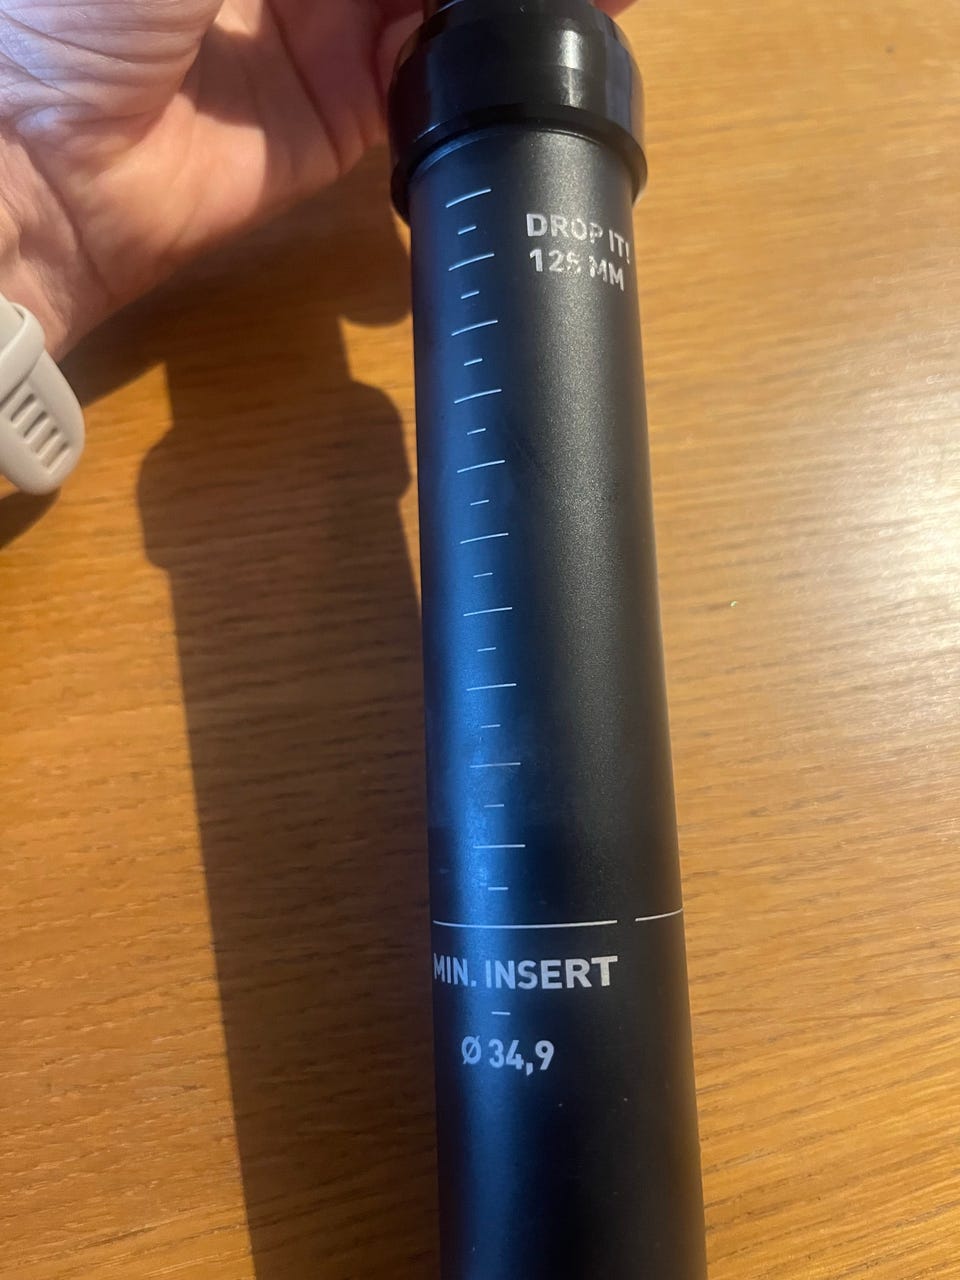 DROP IT!
125 MM
MIN. INSERT
Ø 34,9